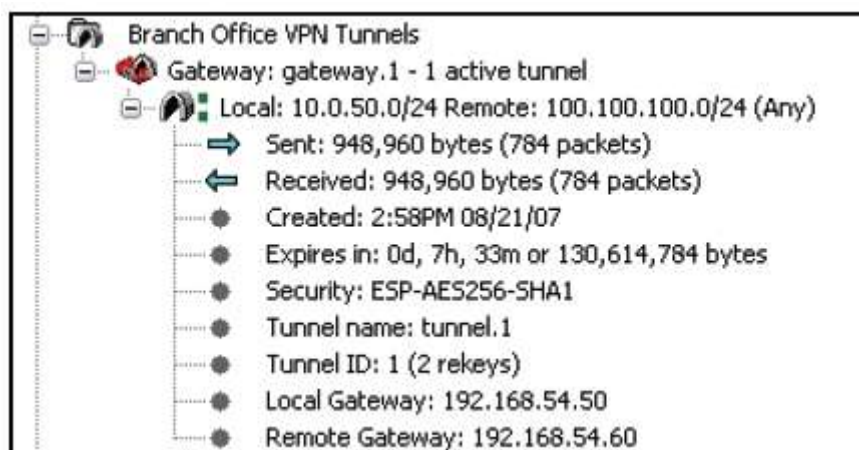 Branch Office VPN Tunnels
Gateway: gateway.1 - 1 active tunnel
Local: 10.0.50.0/24 Remote: 100.100.100.0/24 (Any)
Sent: 948,960 bytes (784 packets)
Received: 948,960 bytes (784 packets)
Created: 2:58PM 08/21/07
Expires in: 0d, 7h, 33m or 130,614,784 bytes
Security: ESP-AES256-SHA1
Tunnel name: tunnel.1
Tunnel ID: 1 (2 rekeys)
Local Gateway: 192.168.54.50
Remote Gateway: 192.168.54.60